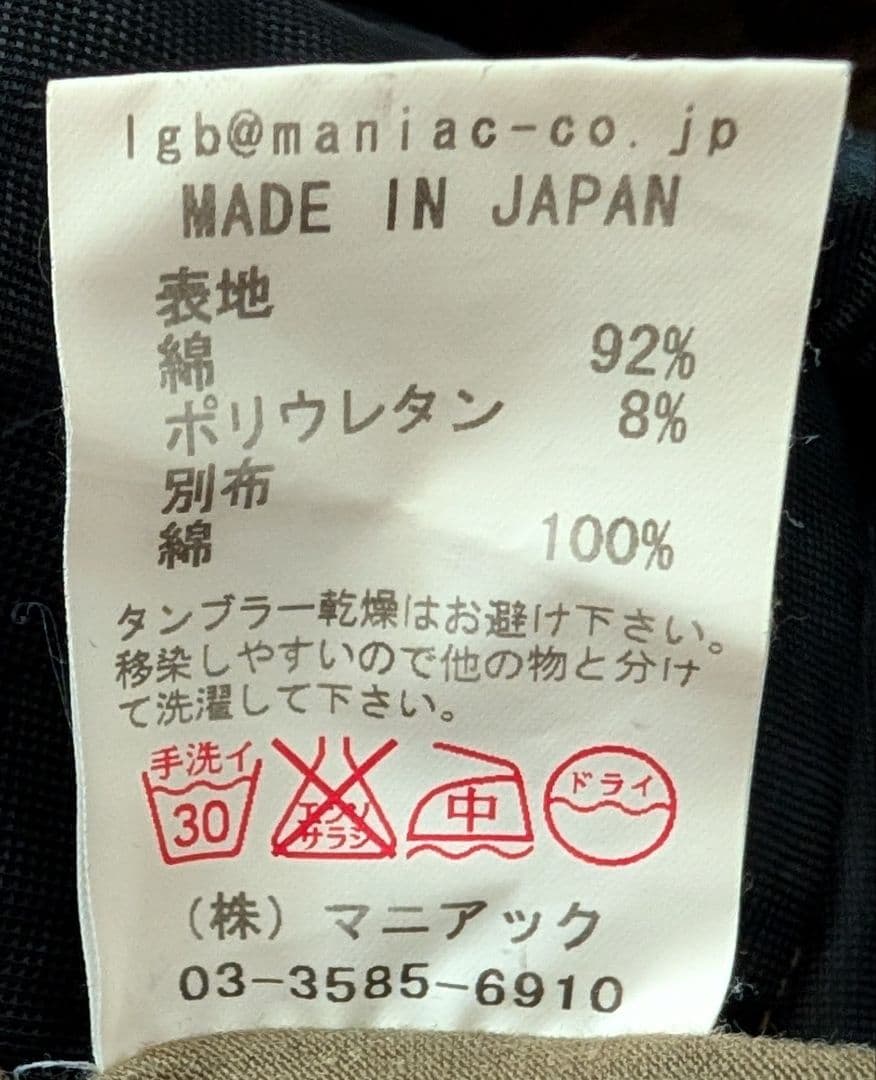 lgb@maniac-co.jp
MADE IN JAPAN
表地
綿 92%
ポリウレタン 8%
別布
綿 100%
タンブラー乾燥はお避け下さい。
移染しやすいので他の物と分け
て洗濯して下さい。
手洗イ エンソ 中 ドライ
30 サラシ
(株) マニアック
03-3585-6910